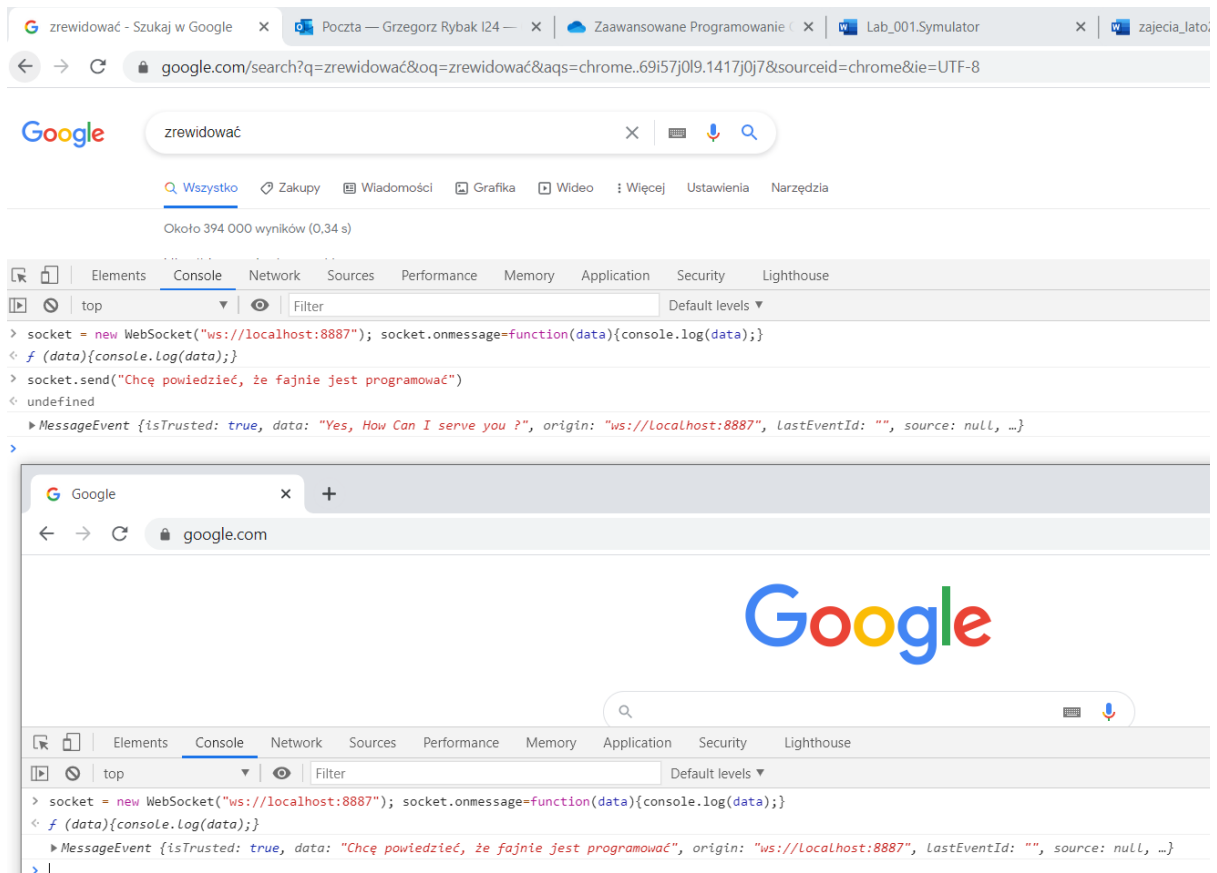 zrewidować - Szukaj w Google
Poczta — Grzegorz Rybak I24 —
Zaawansowane Programowanie
Lab_001.Symulator
google.com/search?q=zrewidować&oq=zrewidować&aqs=chrome..69i57j0l9.1417j0j7&sourceid=chrome&ie=UTF-8
Google
zrewidować
Wszystko Zakupy Wiadomości Grafika Wideo Więcej Ustawienia Narzędzia
Około 394 000 wyników (0,34 s)
Elements Console Network Sources Performance Memory Application Security Lighthouse
top Filter Default levels ▼
> socket = new WebSocket("ws://localhost:8887"); socket.onmessage=function(data){console.log(data);}
ƒ (data){console.log(data);}
> socket.send("Chcę powiedzieć, że fajnie jest programować")
undefined
MessageEvent {isTrusted: true, data: "Yes, How Can I serve you ?", origin: "ws://localhost:8887", lastEventId: "", source: null, …}
Google
google.com
Google
Elements Console Network Sources Performance Memory Application Security Lighthouse
top Filter Default levels ▼
> socket = new WebSocket("ws://localhost:8887"); socket.onmessage=function(data){console.log(data);}
ƒ (data){console.log(data);}
MessageEvent {isTrusted: true, data: "Chcę powiedzieć, że fajnie jest programować", origin: "ws://localhost:8887", lastEventId: "", source: null, …}